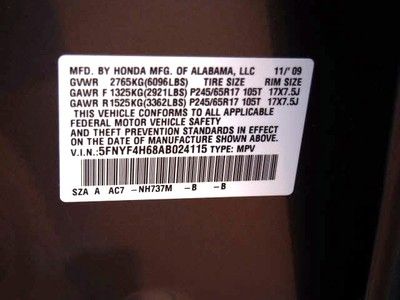 MFD. BY HONDA MFG. OF ALABAMA, LLC 11/'09
GVWR 2765KG(6096LBS) TIRE SIZE RIM SIZE
GAWR F 1325KG(2921LBS) P245/65R17 105T 17X7.5J
GAWR R 1525KG(3362LBS) P245/65R17 105T 17X7.5J
THIS VEHICLE CONFORMS TO ALL APPLICABLE
FEDERAL MOTOR VEHICLE SAFETY
AND THEFT PREVENTION STANDARDS IN EFFECT
ON THE DATE OF MANUFACTURE SHOWN ABOVE.
V.I.N: 5FNYF4H68AB024115 TYPE: MPV
SZA A AC7 -NH737M -B -B